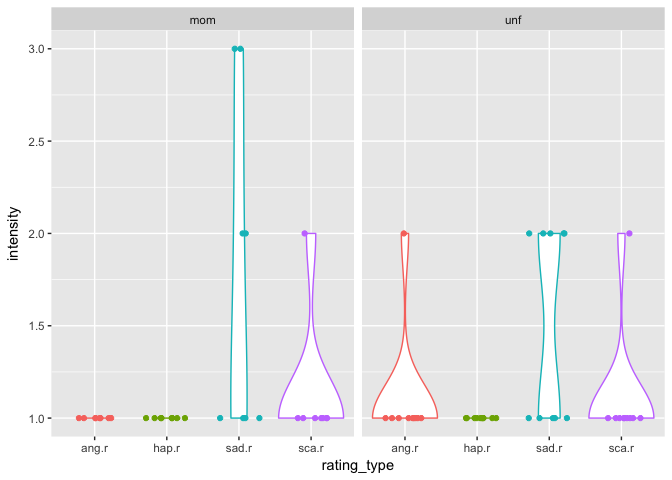 mom unf
3.0
2.5
2.0
1.5
1.0
intensity
ang.r hap.r sad.r sca.r ang.r hap.r sad.r sca.r
rating_type